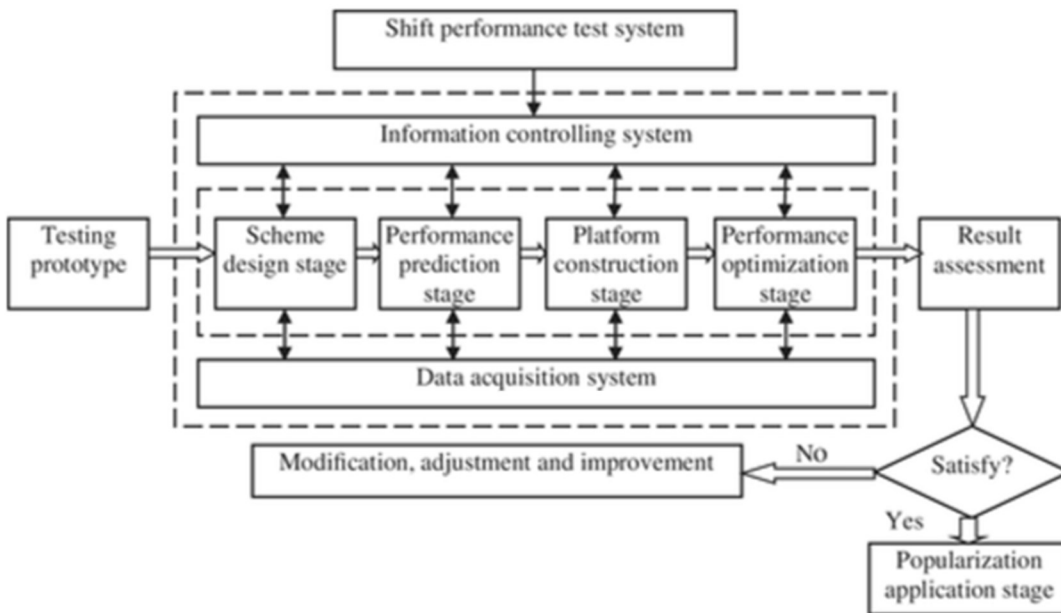 Shift performance test system
Information controlling system
Testing
prototype
Scheme
design stage
Performance
prediction
stage
Platform
construction
stage
Performance
optimization
stage
Result
assessment
Data acquisition system
Modification, adjustment and improvement
No
Satisfy?
Yes
Popularization
application stage